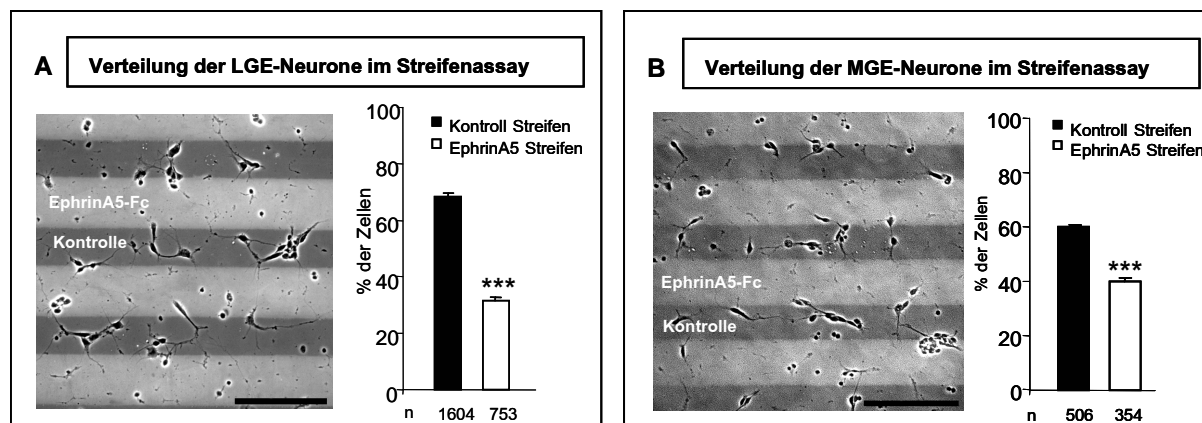 A
Verteilung der LGE-Neurone im Streifenassay
EphrinA5-Fc
Kontrolle
% der Zellen
100
80
60
40
20
0
Kontroll Streifen
EphrinA5 Streifen
***
n 1604 753
B
Verteilung der MGE-Neurone im Streifenassay
EphrinA5-Fc
Kontrolle
% der Zellen
100
80
60
40
20
0
Kontroll Streifen
EphrinA5 Streifen
***
n 506 354